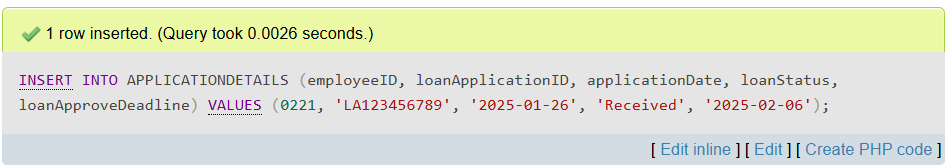 1 row inserted. (Query took 0.0026 seconds.)
INSERT INTO APPLICATIONDETAILS (employeeID, loanApplicationID, applicationDate, loanStatus,
loanApproveDeadline) VALUES (0221, 'LA123456789', '2025-01-26', 'Received', '2025-02-06');
[ Edit inline ] [ Edit ] [ Create PHP code ]